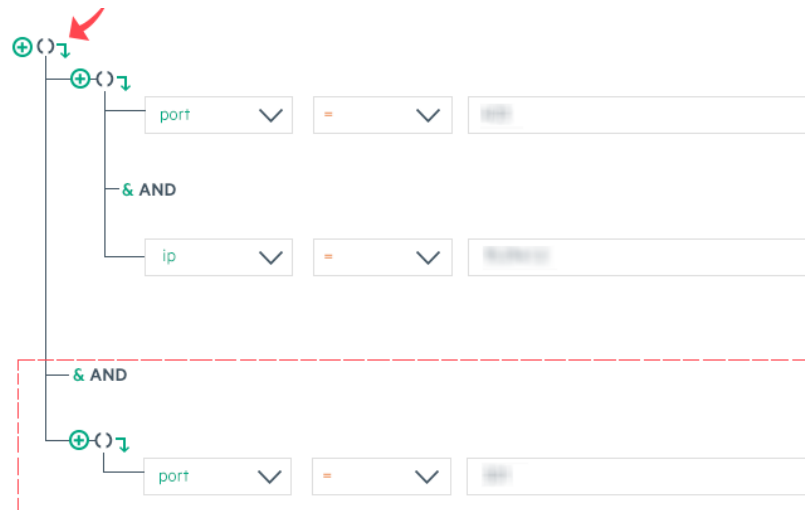 ()
()
port =
& AND
ip =
& AND
()
port =